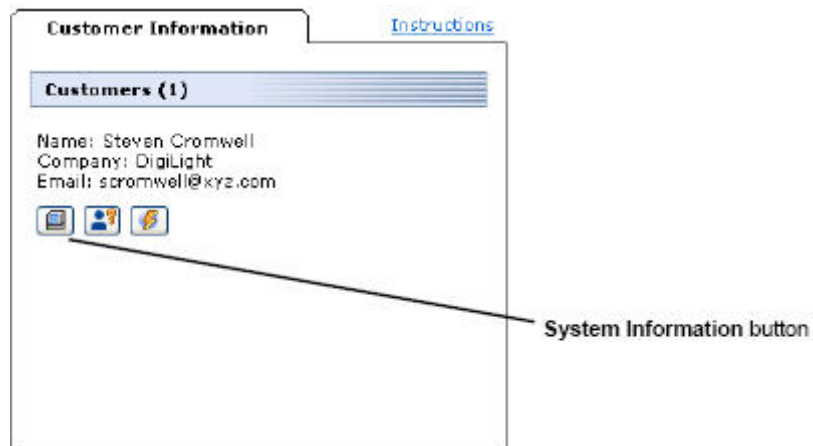 Customer Information
Instructions
Customers (1)
Name: Steven Cromwell
Company: DigiLight
Email: scromwell@xyz.com
System Information button